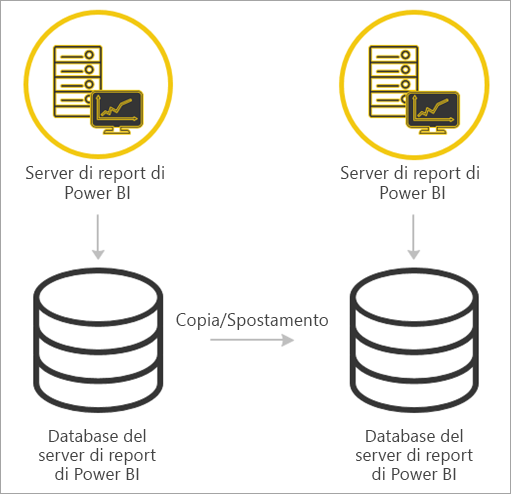 Server di report di
Power BI
Server di report di
Power BI
Copia/Spostamento
Database del
server di report
di Power BI
Database del
server di report
di Power BI